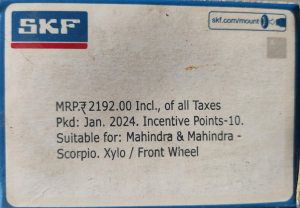 SKF
skf.com/mount
MRP.₹ 2192.00 Incl., of all Taxes
Pkd: Jan. 2024. Incentive Points-10.
Suitable for: Mahindra & Mahindra -
Scorpio. Xylo / Front Wheel